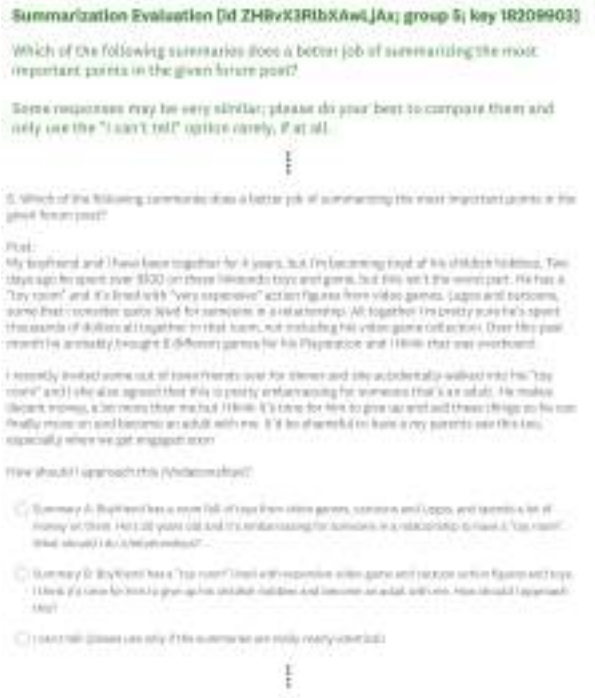 Summarization Evaluation [id ZHBvX3RtbXAwLjAx; group 5; key 18209903]
Which of the following summaries does a better job of summarizing the most
important points in the given forum post?
Some responses may be very similar; please do your best to compare them and
only use the "I can't tell" option rarely, if at all.
5. Which of the following summaries does a better job of summarizing the most important points in the
given forum post?
Post:
My boyfriend and I have been together for 4 years, but I'm becoming tired of his childish hobbies. Two
days ago he spent over $100 on these Nintendo toys and game, but this isn't the worst part. He has a
"toy room" and it's lined with "very expensive" action figures from video games, Legos and cartoons,
some that I consider quite lewd for someone in a relationship. All together I'm pretty sure he's spent
thousands of dollars all together in that room, not including his video game collection. Over this past
month he probably brought 8 different games for his Playstation and I think that was overboard.
I recently invited some out of town friends over for dinner and she accidentally walked into his "toy
room" and she also agreed that this is pretty embarrassing for someone that's an adult. He makes
decent money, a bit more than me but I think it's time for him to give up and sell these things so he can
finally move on and become an adult with me. It'd be shameful to have my parents see this too,
especially when we get engaged soon
How should I approach this /r/relationships?
Summary A: Boyfriend has a room full of toys from video games, cartoons and Legos, and spends a lot of
money on them. He's 28 years old and it's embarrassing for someone in a relationship to have a "toy room".
What should I do /r/relationships?
Summary B: Boyfriend has a "toy room" lined with expensive video game and cartoon action figures and toys.
I think it's time for him to give up his childish hobbies and become an adult with me. How should I approach
this?
I can't tell (please use only if the summaries are really nearly identical)